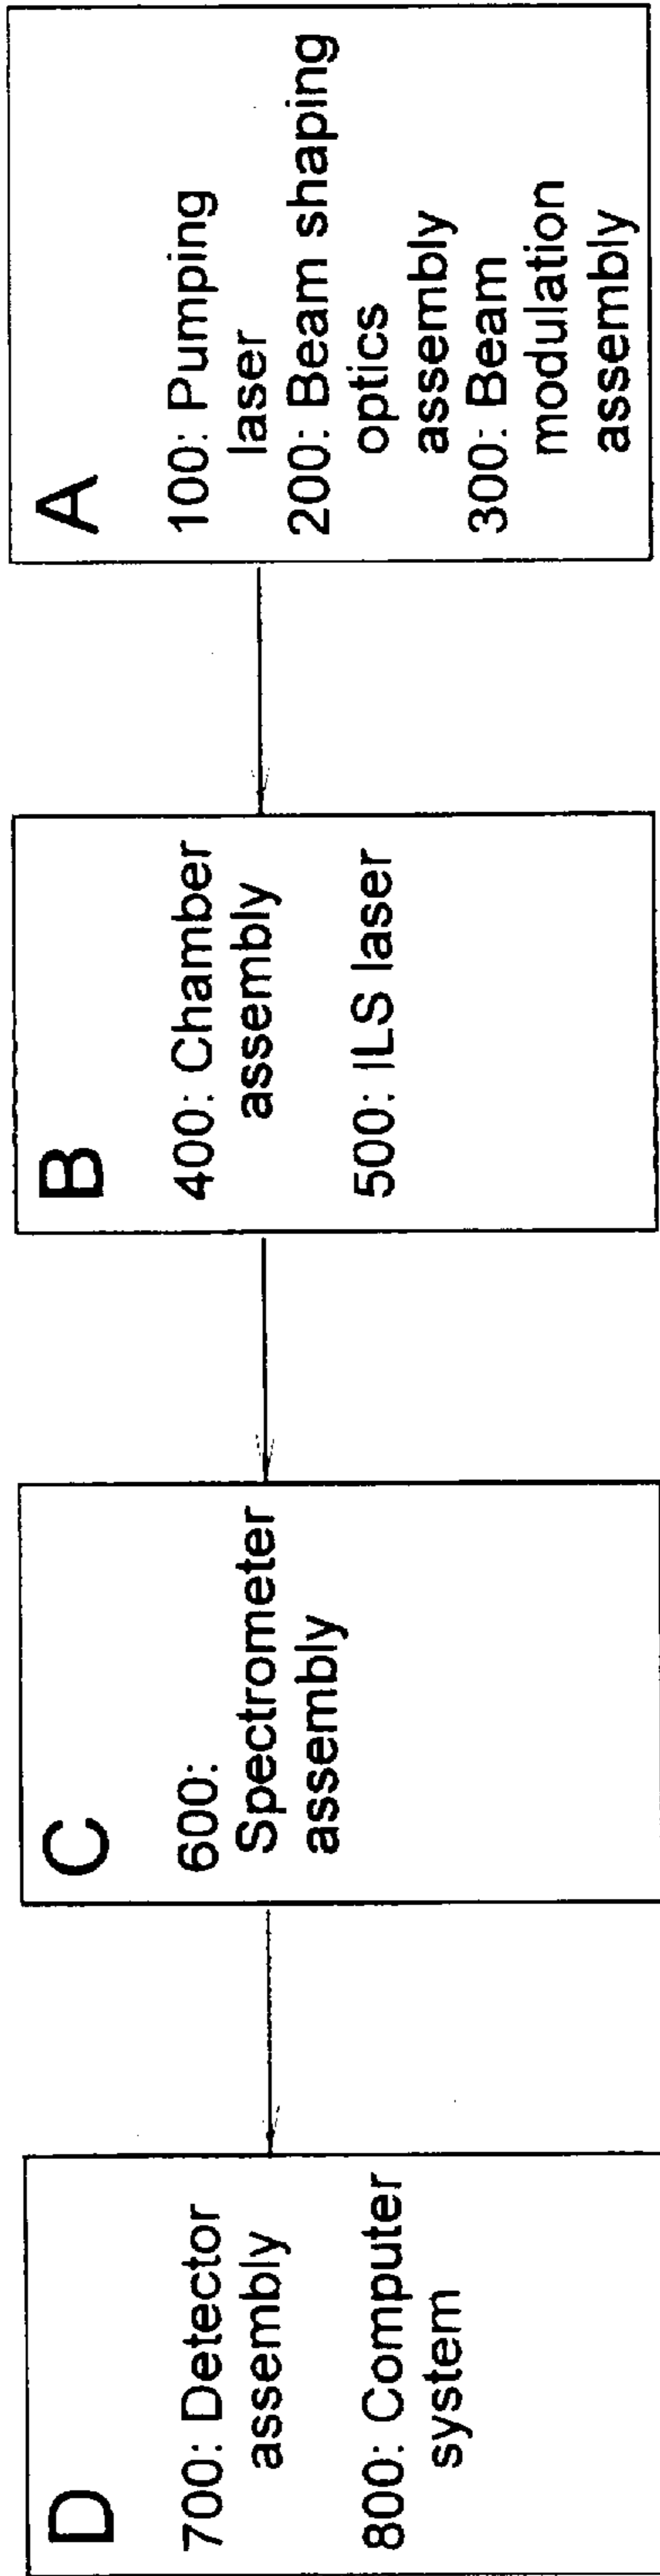 D
700: Detector
assembly
800: Computer
system
C
600:
Spectrometer
assembly
B
400: Chamber
assembly
500: ILS laser
A
100: Pumping
laser
200: Beam shaping
optics
assembly
300: Beam
modulation
assembly